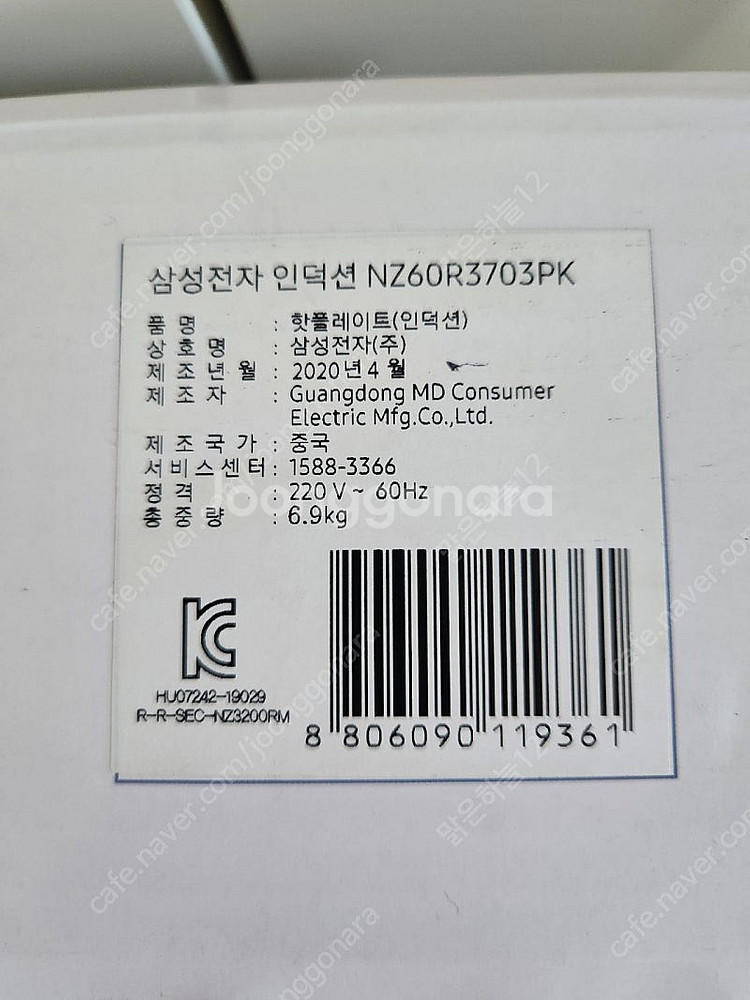 삼성전자 인덕션 NZ60R3703PK
품 명 : 핫플레이트(인덕션)
상 호 명 : 삼성전자(주)
제 조 년 월 : 2020년 4월
제 조 자 : Guangdong MD Consumer
Electric Mfg.Co.,Ltd.
제 조 국 가 : 중국
서비스센터 : 1588-3366
정 격 : 220 V ~ 60Hz
총 중 량 : 6.9kg
joonggonara
HU07242-19029
R-R-SEC-NZ3200RM
8 806090 119361
cafe.naver.com/joonggonara
맑은하늘12